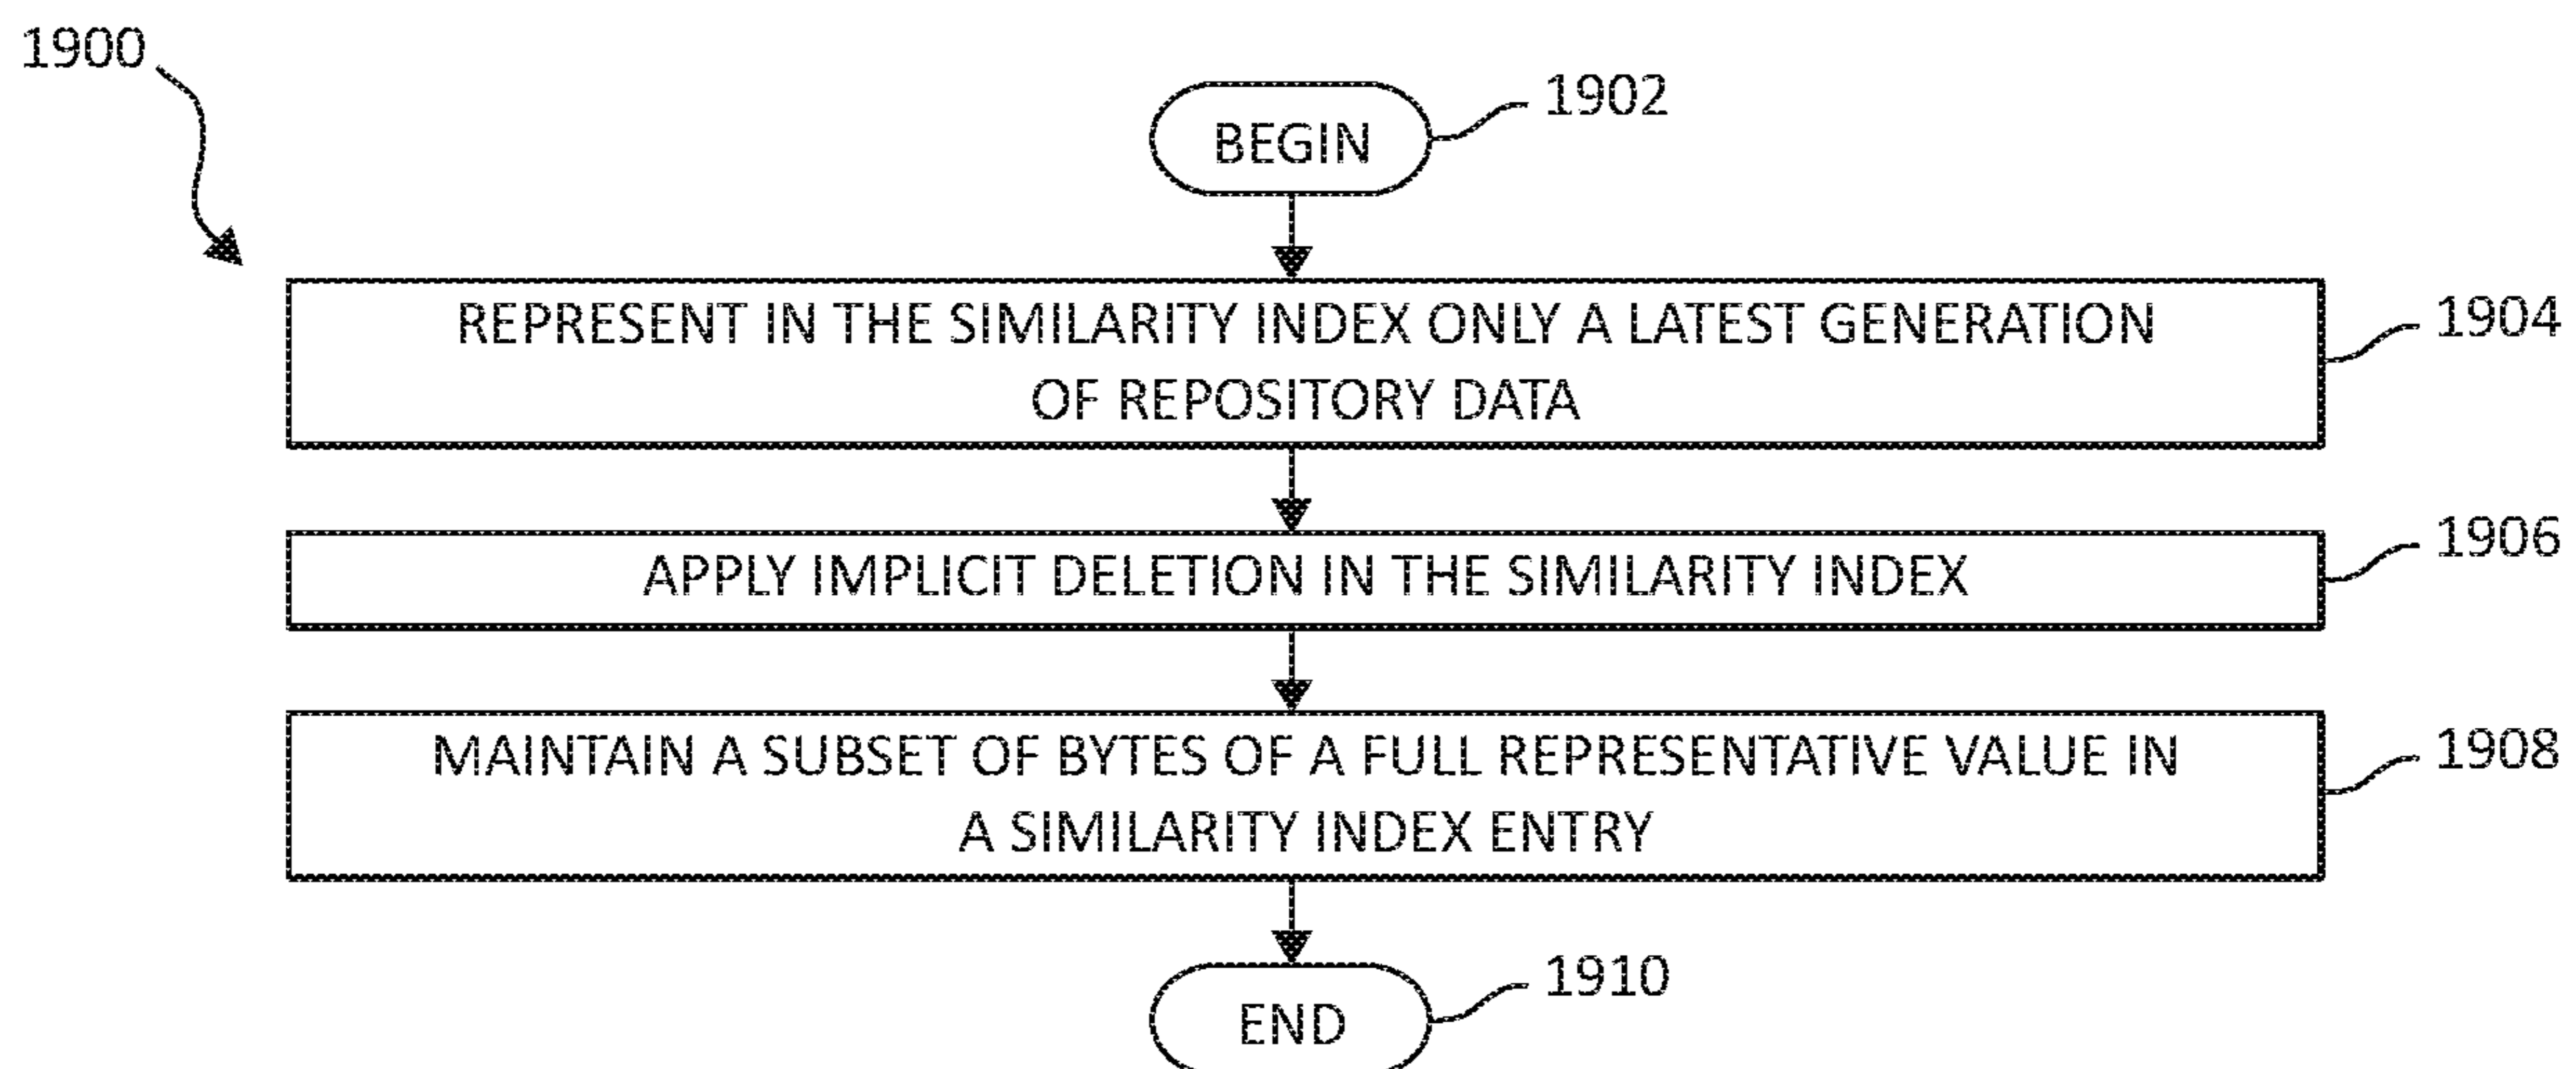 1900
BEGIN
1902
REPRESENT IN THE SIMILARITY INDEX ONLY A LATEST GENERATION
OF REPOSITORY DATA
1904
APPLY IMPLICIT DELETION IN THE SIMILARITY INDEX
1906
MAINTAIN A SUBSET OF BYTES OF A FULL REPRESENTATIVE VALUE IN
A SIMILARITY INDEX ENTRY
1908
END
1910